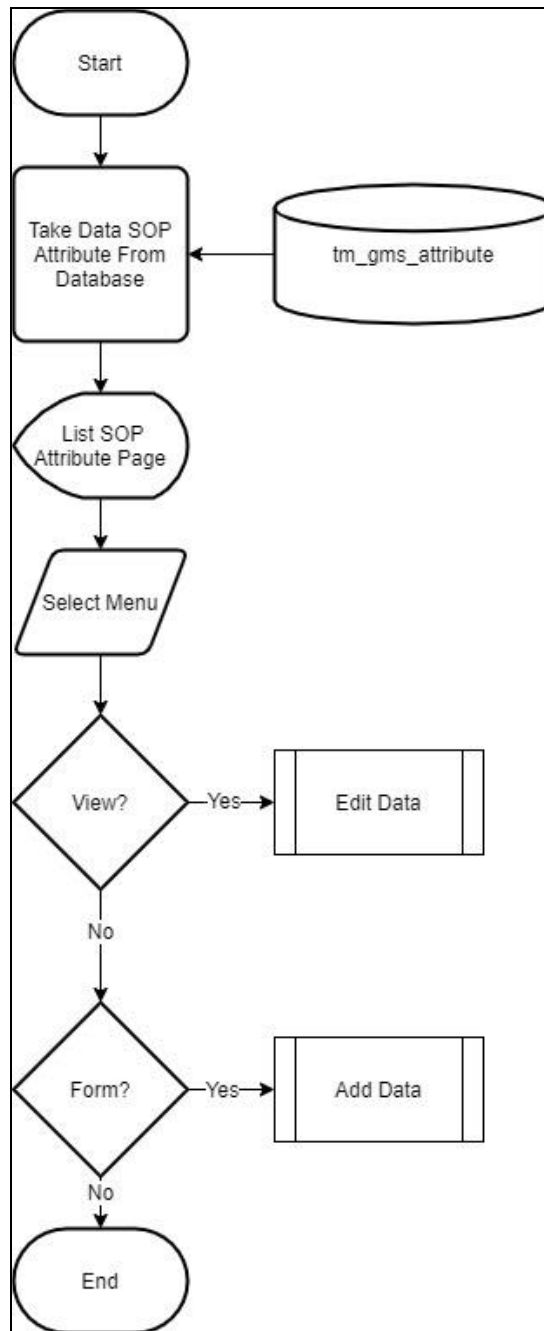 Start
Take Data SOP
Attribute From
Database
tm_gms_attribute
List SOP
Attribute Page
Select Menu
View?
Yes
Edit Data
No
Form?
Yes
Add Data
No
End